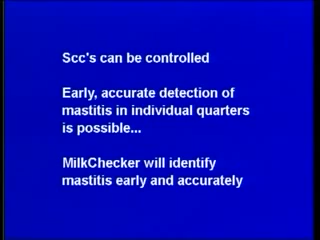 Scc's can be controlled
Early, accurate detection of
mastitis in individual quarters
is possible...
MilkChecker will identify
mastitis early and accurately